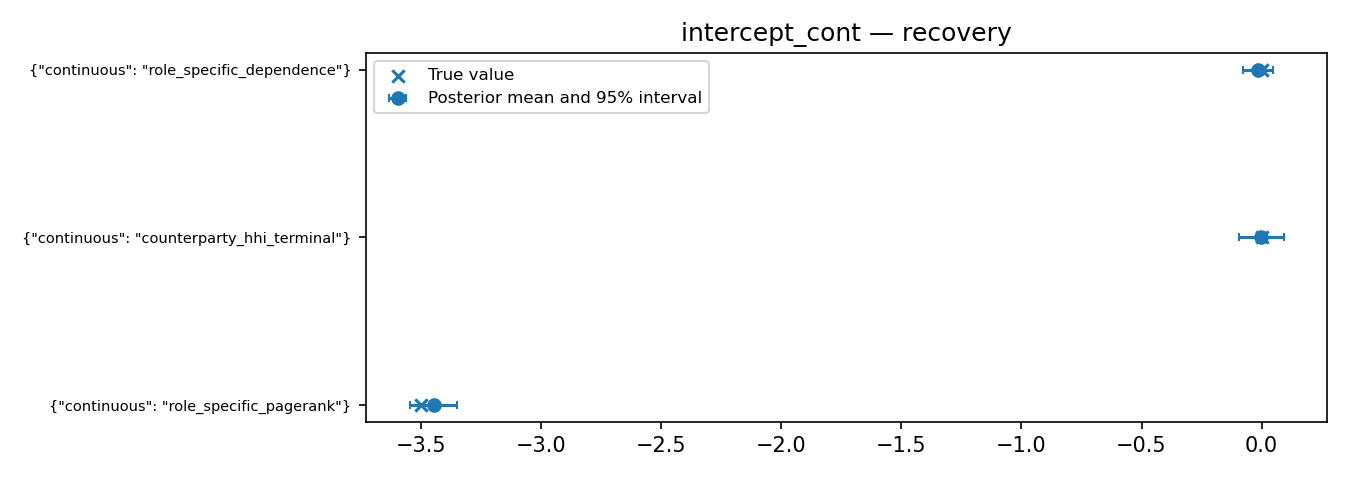 intercept_cont — recovery
True value
Posterior mean and 95% interval
{"continuous": "role_specific_dependence"}
{"continuous": "counterparty_hhi_terminal"}
{"continuous": "role_specific_pagerank"}
−3.5 −3.0 −2.5 −2.0 −1.5 −1.0 −0.5 0.0